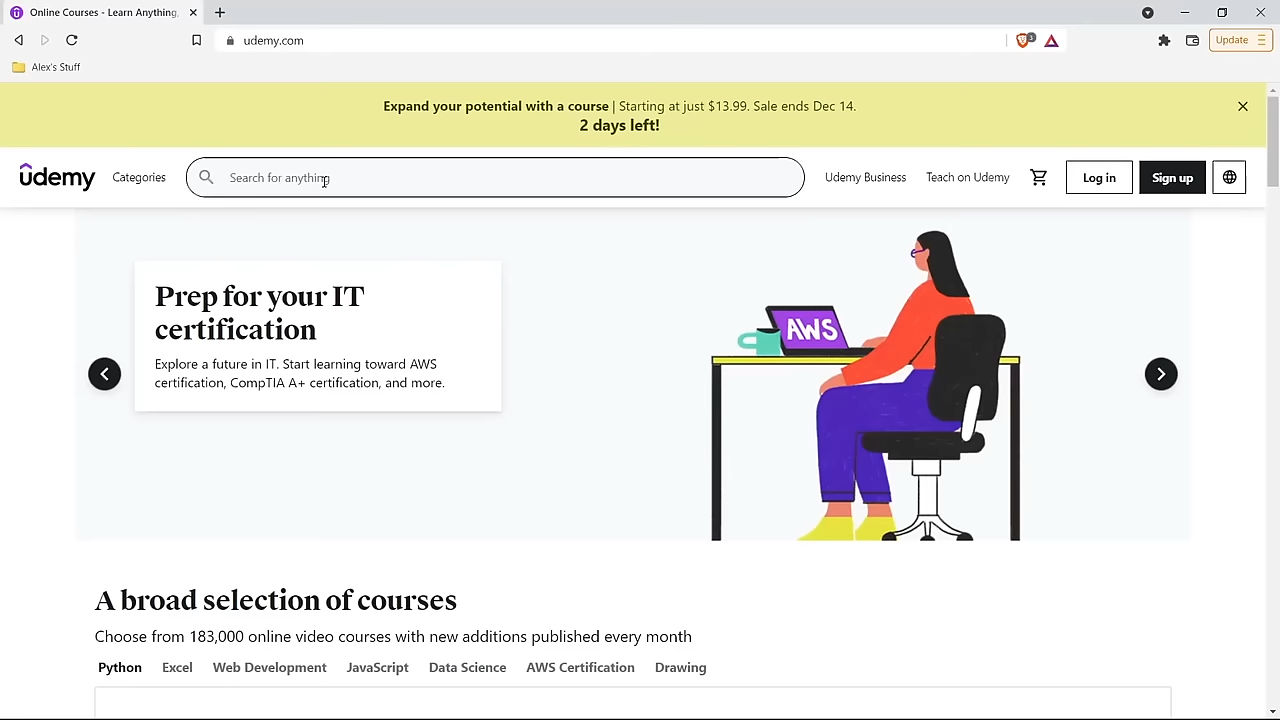 Online Courses - Learn Anything,
udemy.com
Update
Alex's Stuff
Expand your potential with a course | Starting at just $13.99. Sale ends Dec 14.
2 days left!
udemy
Categories
Search for anything
Udemy Business
Teach on Udemy
Log in
Sign up
Prep for your IT
certification
Explore a future in IT. Start learning toward AWS
certification, CompTIA A+ certification, and more.
AWS
A broad selection of courses
Choose from 183,000 online video courses with new additions published every month
Python Excel Web Development JavaScript Data Science AWS Certification Drawing